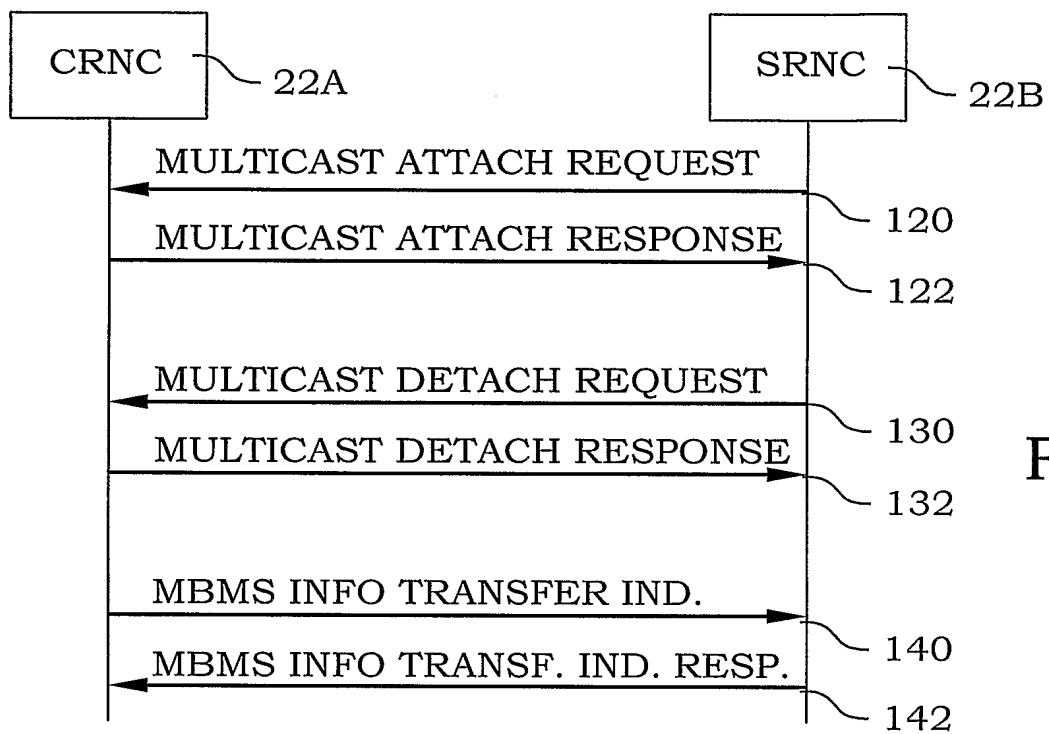 CRNC
22A
SRNC
22B
MULTICAST ATTACH REQUEST
120
MULTICAST ATTACH RESPONSE
122
MULTICAST DETACH REQUEST
130
MULTICAST DETACH RESPONSE
132
F
MBMS INFO TRANSFER IND.
140
MBMS INFO TRANSF. IND. RESP.
142